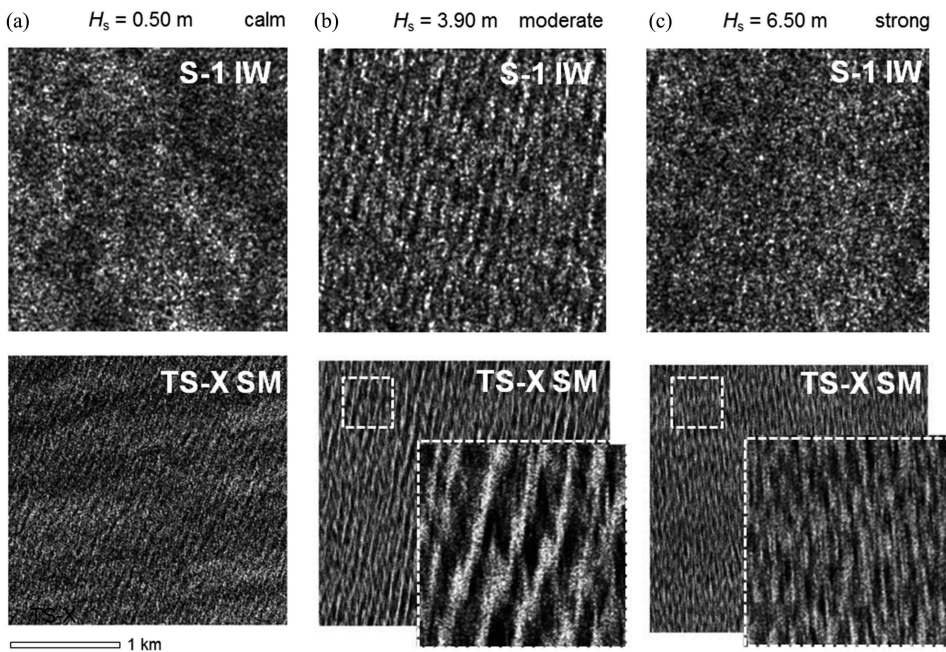 (a) Hs = 0.50 m calm (b) Hs = 3.90 m moderate (c) Hs = 6.50 m strong
S-1 IW S-1 IW S-1 IW
TS-X SM TS-X SM TS-X SM
TS-X
1 km